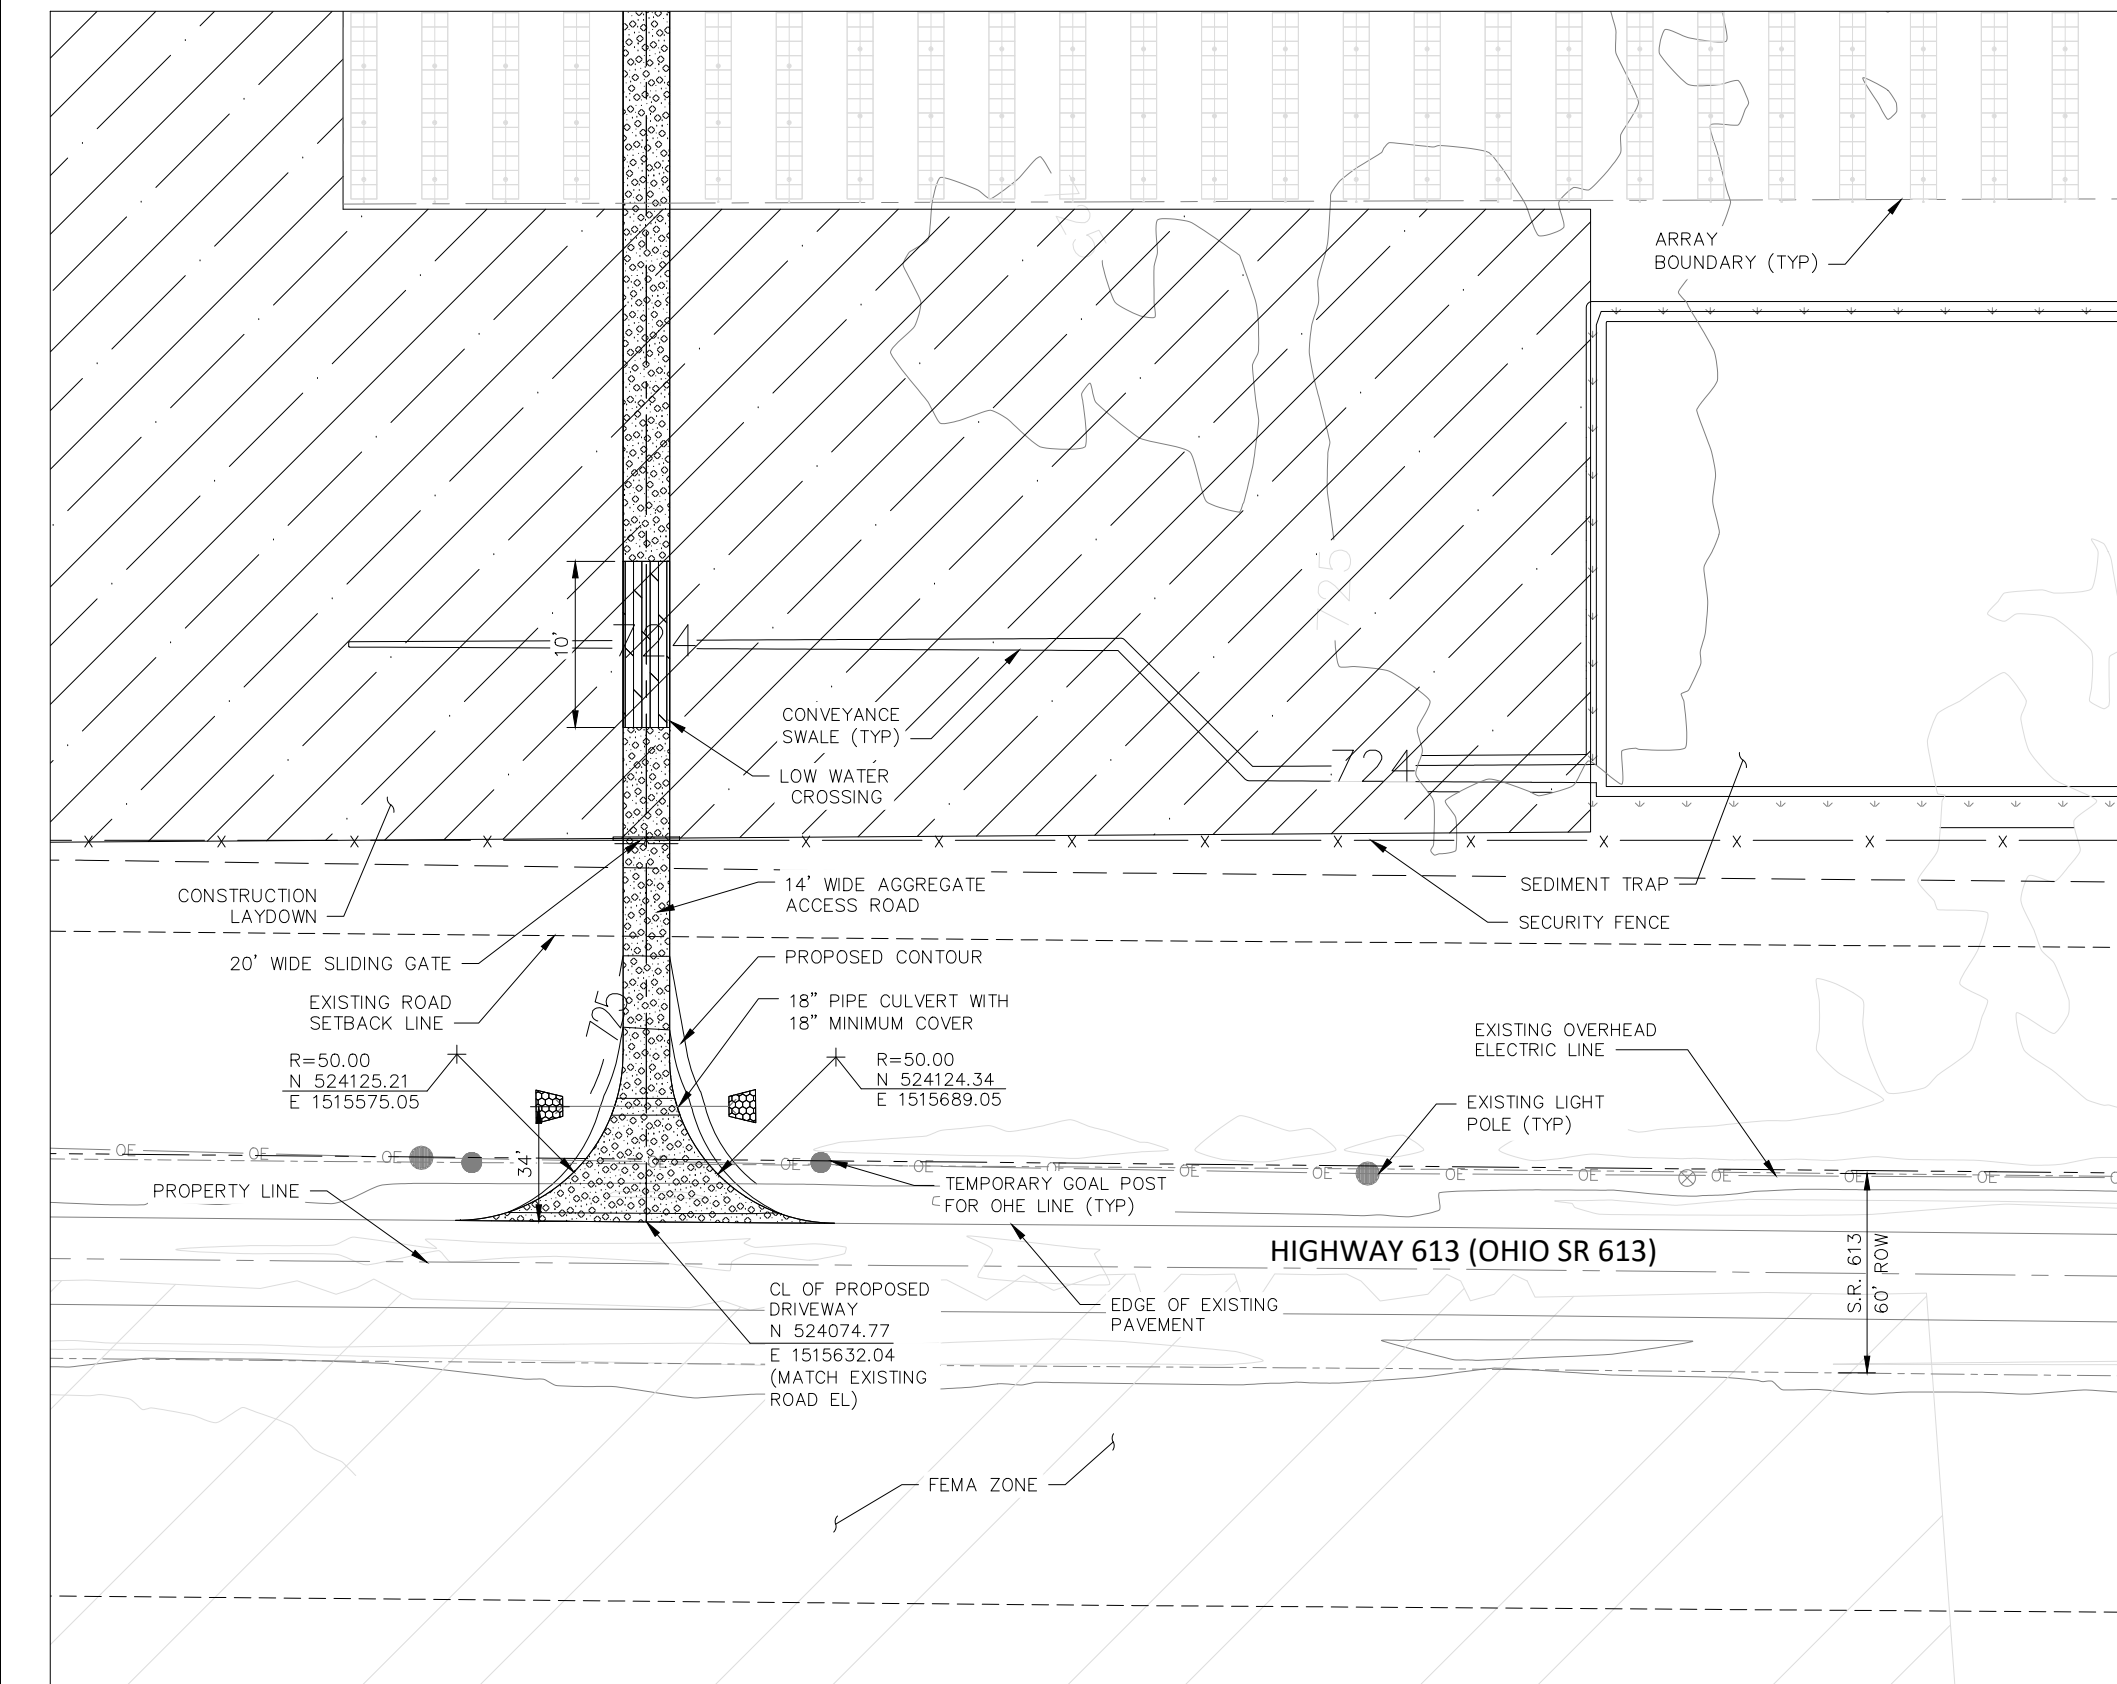 ARRAY
BOUNDARY (TYP)
725
10'
724
CONVEYANCE
SWALE (TYP)
724
LOW WATER
CROSSING
X X X X X X X X X X X X X X
CONSTRUCTION
LAYDOWN
14' WIDE AGGREGATE
ACCESS ROAD
SEDIMENT TRAP
SECURITY FENCE
20' WIDE SLIDING GATE
PROPOSED CONTOUR
EXISTING ROAD
SETBACK LINE
725
18" PIPE CULVERT WITH
18" MINIMUM COVER
R=50.00
N 524125.21
E 1515575.05
R=50.00
N 524124.34
E 1515689.05
EXISTING OVERHEAD
ELECTRIC LINE
EXISTING LIGHT
POLE (TYP)
OE OE OE OE OE OE OE OE OE OE OE OE OE OE
34'
PROPERTY LINE
TEMPORARY GOAL POST
FOR OHE LINE (TYP)
HIGHWAY 613 (OHIO SR 613)
S.R. 613
60' ROW
CL OF PROPOSED
DRIVEWAY
N 524074.77
E 1515632.04
(MATCH EXISTING
ROAD EL)
EDGE OF EXISTING
PAVEMENT
FEMA ZONE